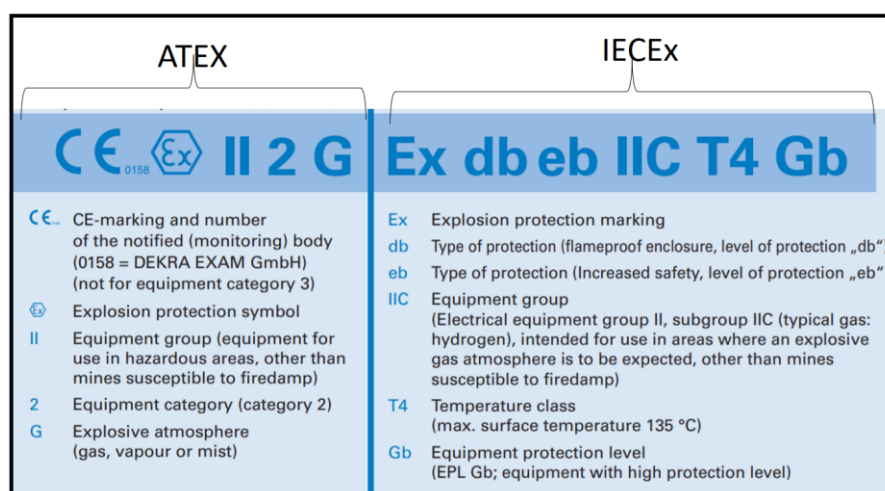 ATEX
IECEx
CE 0158 Ex II 2 G
Ex db eb IIC T4 Gb
CE CE-marking and number
of the notified (monitoring) body
(0158 = DEKRA EXAM GmbH)
(not for equipment category 3)
Ex Explosion protection symbol
II Equipment group (equipment for
use in hazardous areas, other than
mines susceptible to firedamp)
2 Equipment category (category 2)
G Explosive atmosphere
(gas, vapour or mist)
Ex Explosion protection marking
db Type of protection (flameproof enclosure, level of protection „db“)
eb Type of protection (Increased safety, level of protection „eb“
IIC Equipment group
(Electrical equipment group II, subgroup IIC (typical gas:
hydrogen), intended for use in areas where an explosive
gas atmosphere is to be expected, other than mines
susceptible to firedamp)
T4 Temperature class
(max. surface temperature 135 °C)
Gb Equipment protection level
(EPL Gb; equipment with high protection level)